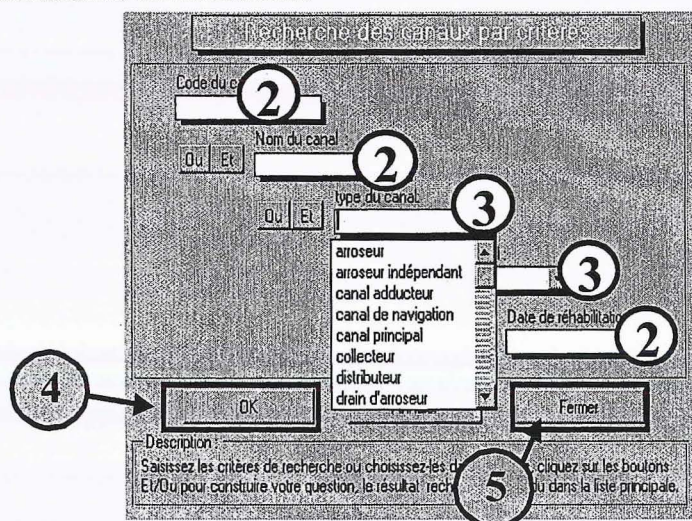 Recherche des canaux par critères
Code du c
2
Nom du canal
Ou Et
2
type du canal:
Ou Et
3
arroseur
arroseur indépendant
3
canal adducteur
canal de navigation
Date de réhabilitatio
canal principal
2
collecteur
distributeur
drain d'arroseur
4
OK
Fermer
Description :
Saisissez les critères de recherche ou choisissez-les d cliquez sur les boutons
Et/Ou pour construire votre question, le résultat rech du dans la liste principale.
5